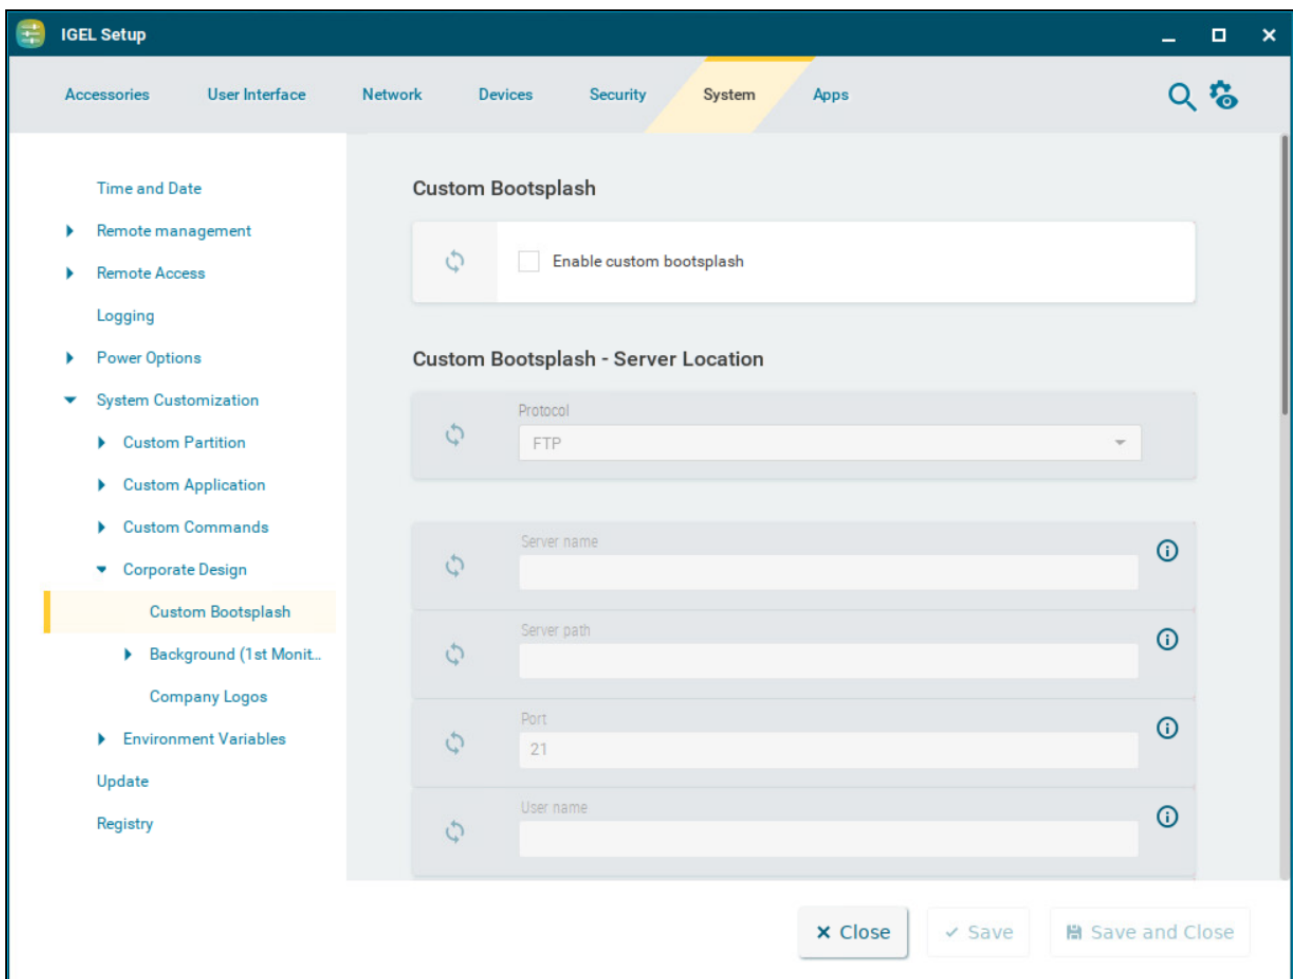 IGEL Setup
Accessories User Interface Network Devices Security System Apps
Time and Date
Remote management
Remote Access
Logging
Power Options
System Customization
Custom Partition
Custom Application
Custom Commands
Corporate Design
Custom Bootsplash
Background (1st Monit...
Company Logos
Environment Variables
Update
Registry
Custom Bootsplash
Enable custom bootsplash
Custom Bootsplash - Server Location
Protocol
FTP
Server name
Server path
Port
21
User name
Close Save Save and Close